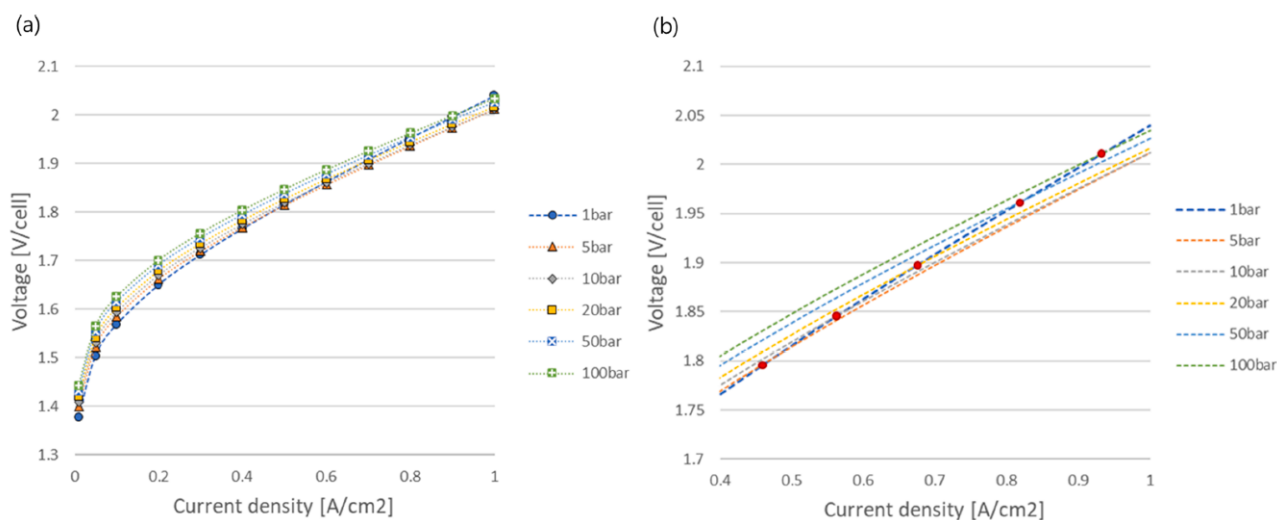 (a)
2.1
2
1.9
1.8
1.7
1.6
1.5
1.4
1.3
Voltage [V/cell]
0
0.2
0.4
0.6
0.8
1
Current density [A/cm2]
1bar
5bar
10bar
20bar
50bar
100bar
(b)
2.1
2.05
2
1.95
1.9
1.85
1.8
1.75
1.7
Voltage [V/cell]
0.4
0.5
0.6
0.7
0.8
0.9
1
Current density [A/cm2]
1bar
5bar
10bar
20bar
50bar
100bar